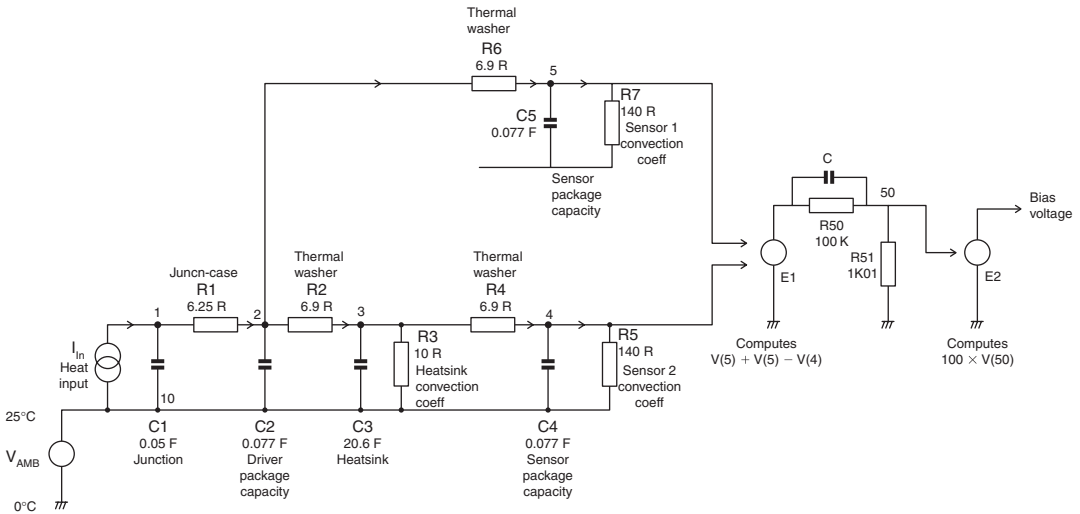 Thermal
washer
R6
6.9 R
5
C5
0.077 F
R7
140 R
Sensor 1
convection
coeff
Sensor
package
capacity
C
50
R50
100 K
R51
1K01
E1
E2
Bias
voltage
Computes
V(5) + V(5) − V(4)
Computes
100 × V(50)
Juncn-case
R1
6.25 R
Thermal
washer
R2
6.9 R
Thermal
washer
R4
6.9 R
1
2
3
4
I In
Heat
input
R3
10 R
Heatsink
convection
coeff
R5
140 R
Sensor 2
convection
coeff
10
25°C
V AMB
0°C
C1
0.05 F
Junction
C2
0.077 F
Driver
package
capacity
C3
20.6 F
Heatsink
C4
0.077 F
Sensor
package
capacity